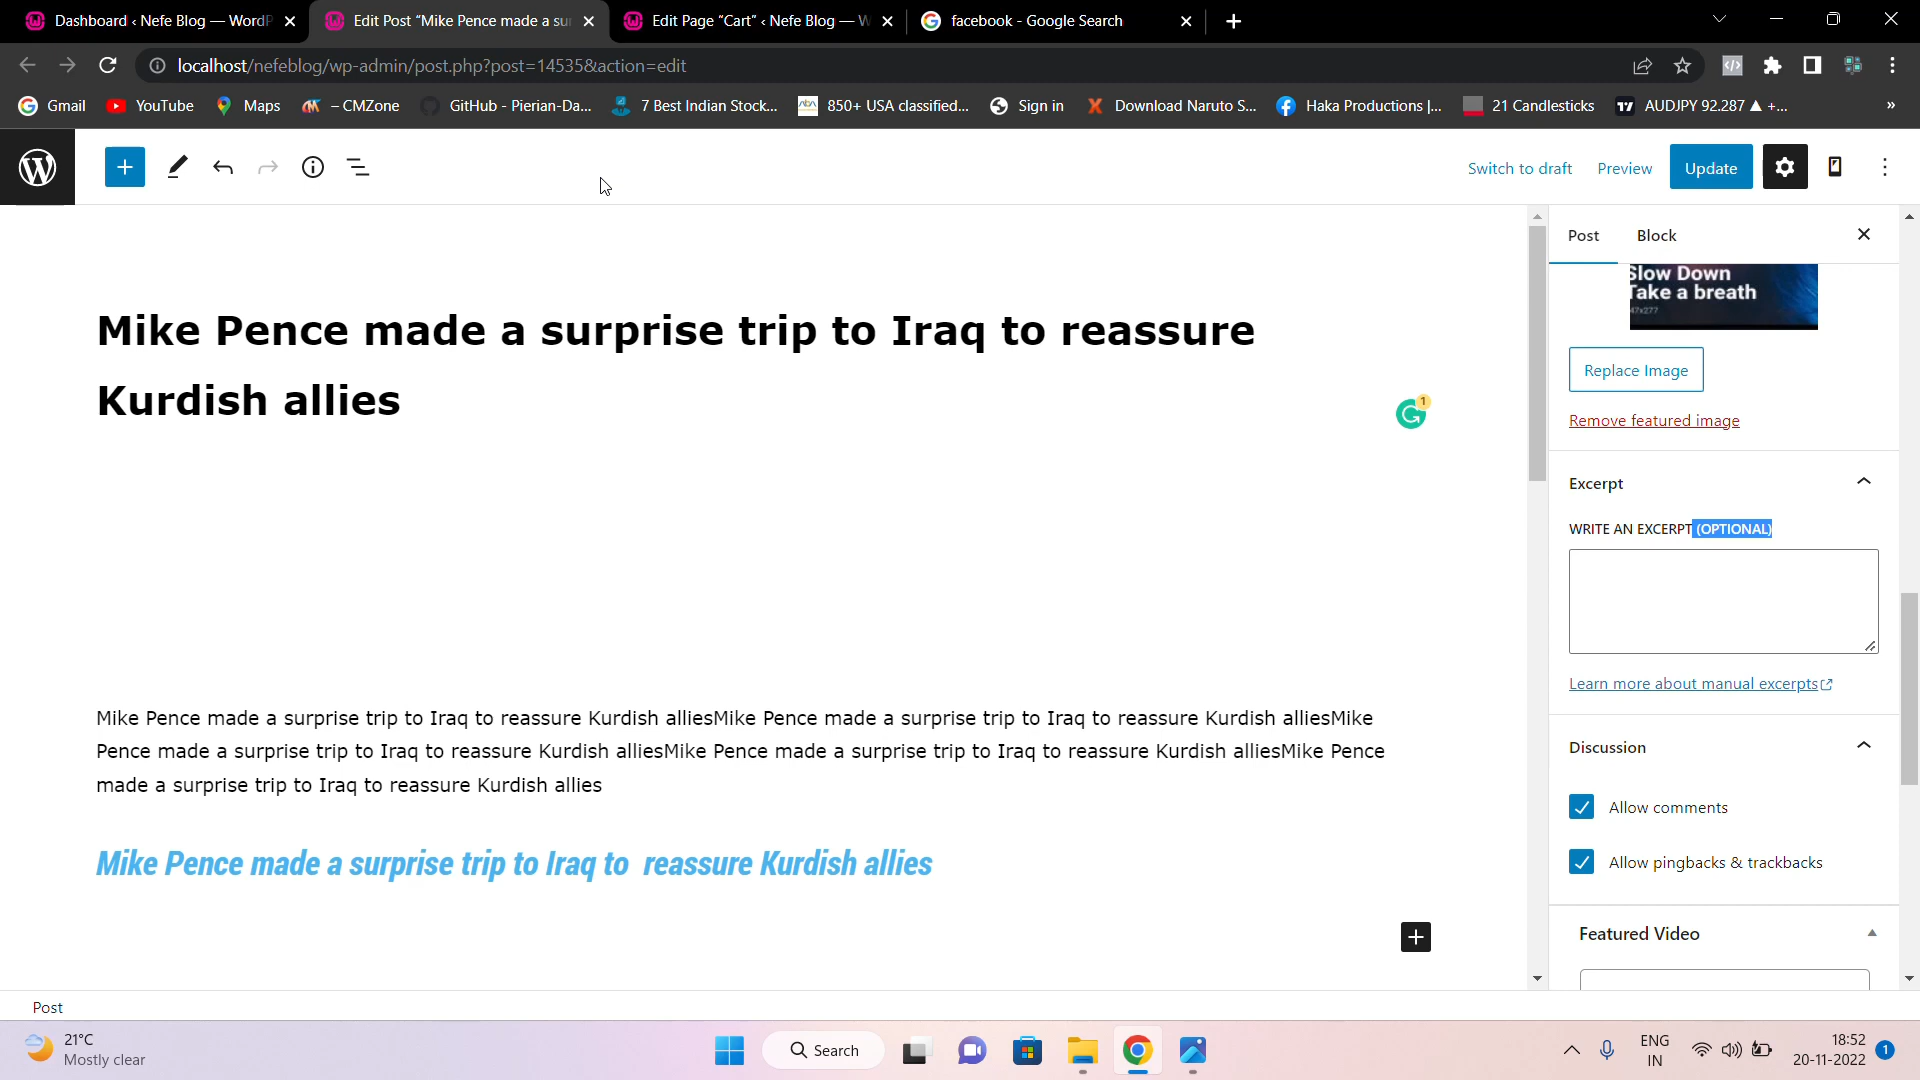 Dashboard ‹ Nefe Blog — WordP
Edit Post “Mike Pence made a su
Edit Page “Cart” ‹ Nefe Blog — W
facebook - Google Search
localhost/nefeblog/wp-admin/post.php?post=14535&action=edit
Gmail
YouTube
Maps
– CMZone
GitHub - Pierian-Da...
7 Best Indian Stock...
850+ USA classified...
Sign in
Download Naruto S...
Haka Productions |...
21 Candlesticks
AUDJPY 92.287 ▲ +...
»
Switch to draft
Preview
Update
Mike Pence made a surprise trip to Iraq to reassure
Kurdish allies
1
Mike Pence made a surprise trip to Iraq to reassure Kurdish alliesMike Pence made a surprise trip to Iraq to reassure Kurdish alliesMike
Pence made a surprise trip to Iraq to reassure Kurdish alliesMike Pence made a surprise trip to Iraq to reassure Kurdish alliesMike Pence
made a surprise trip to Iraq to reassure Kurdish allies
Mike Pence made a surprise trip to Iraq to reassure Kurdish allies
Post
Block
Slow Down
Take a breath
47x277
Replace Image
Remove featured image
Excerpt
WRITE AN EXCERPT (OPTIONAL)
Learn more about manual excerpts
Discussion
Allow comments
Allow pingbacks & trackbacks
Featured Video
Post
21°C
Mostly clear
Search
ENG
IN
18:52
20-11-2022
1